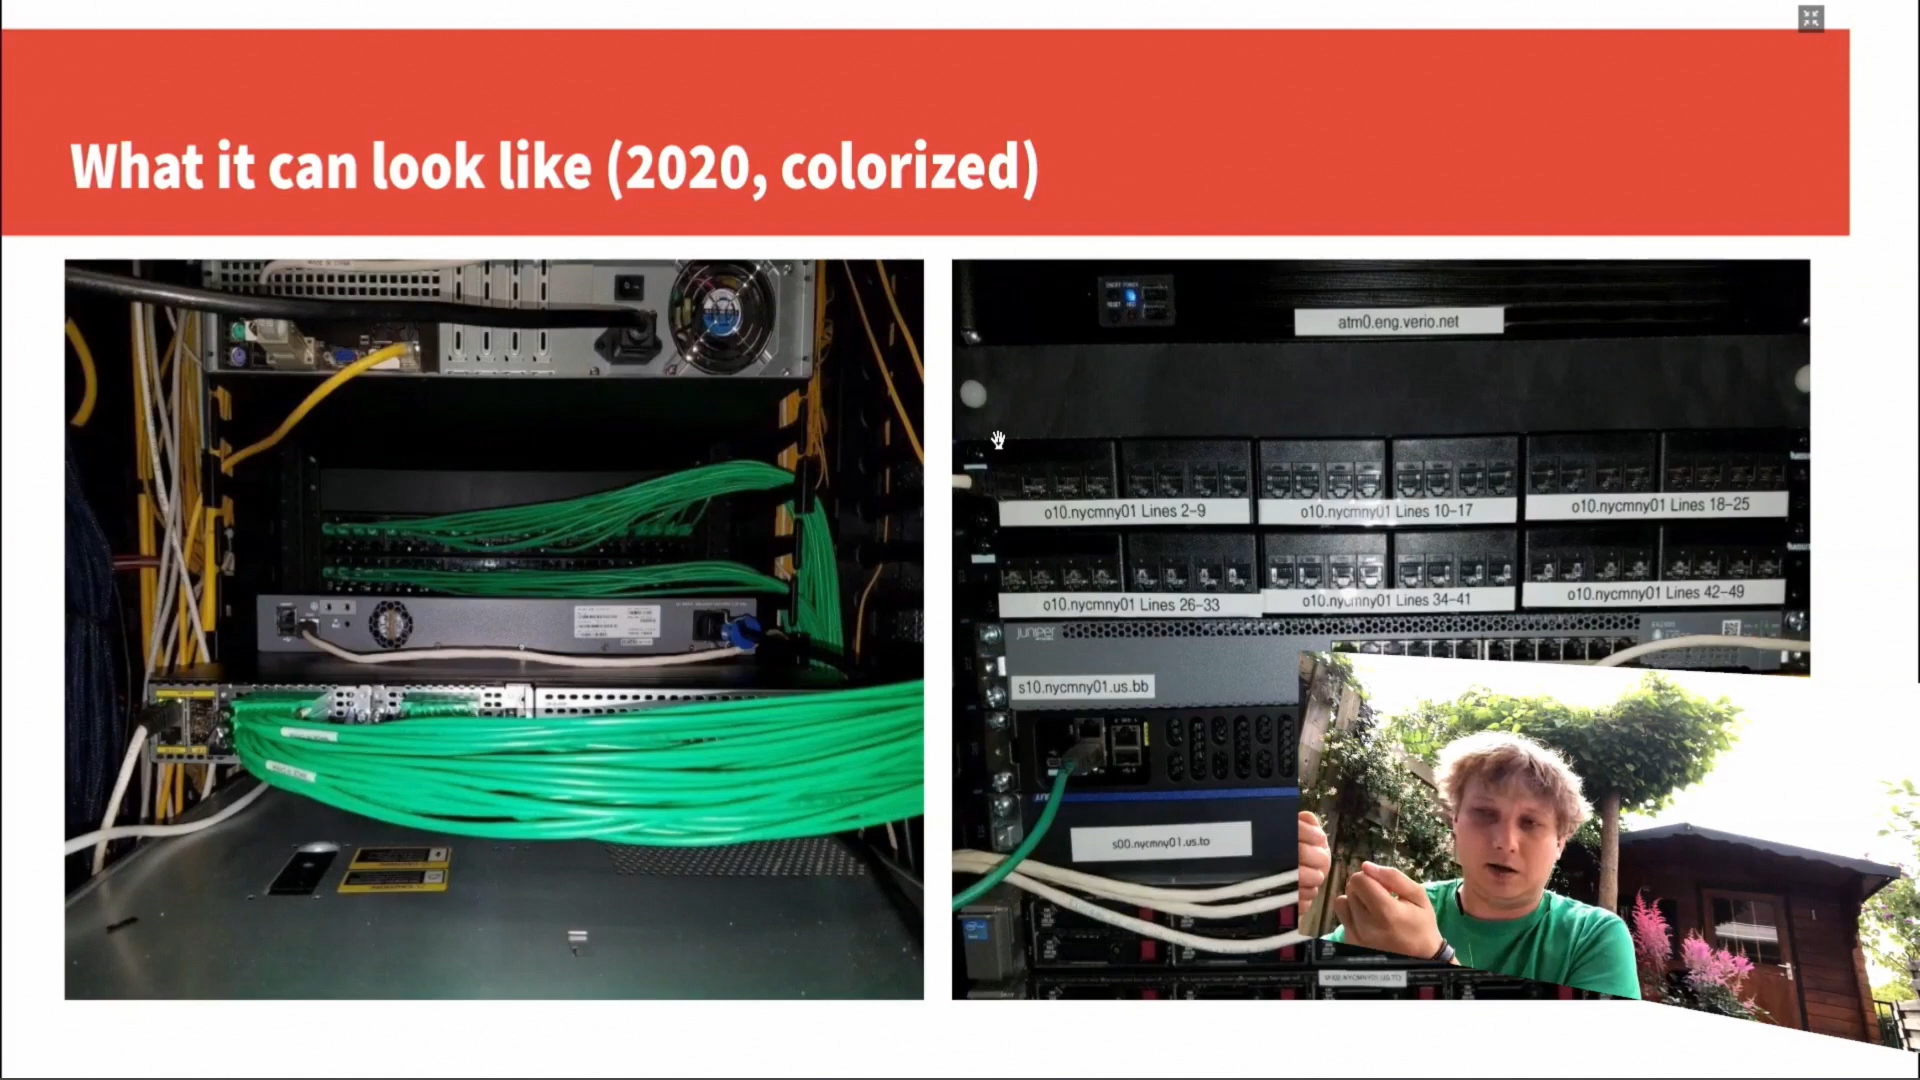 What it can look like (2020, colorized)
atm0.eng.verio.net
o10.nycmny01 Lines 2-9
o10.nycmny01 Lines 10-17
o10.nycmny01 Lines 18-25
o10.nycmny01 Lines 26-33
o10.nycmny01 Lines 34-41
o10.nycmny01 Lines 42-49
juniper
s10.nycmny01.us.bb
s00.nycmny01.us.to